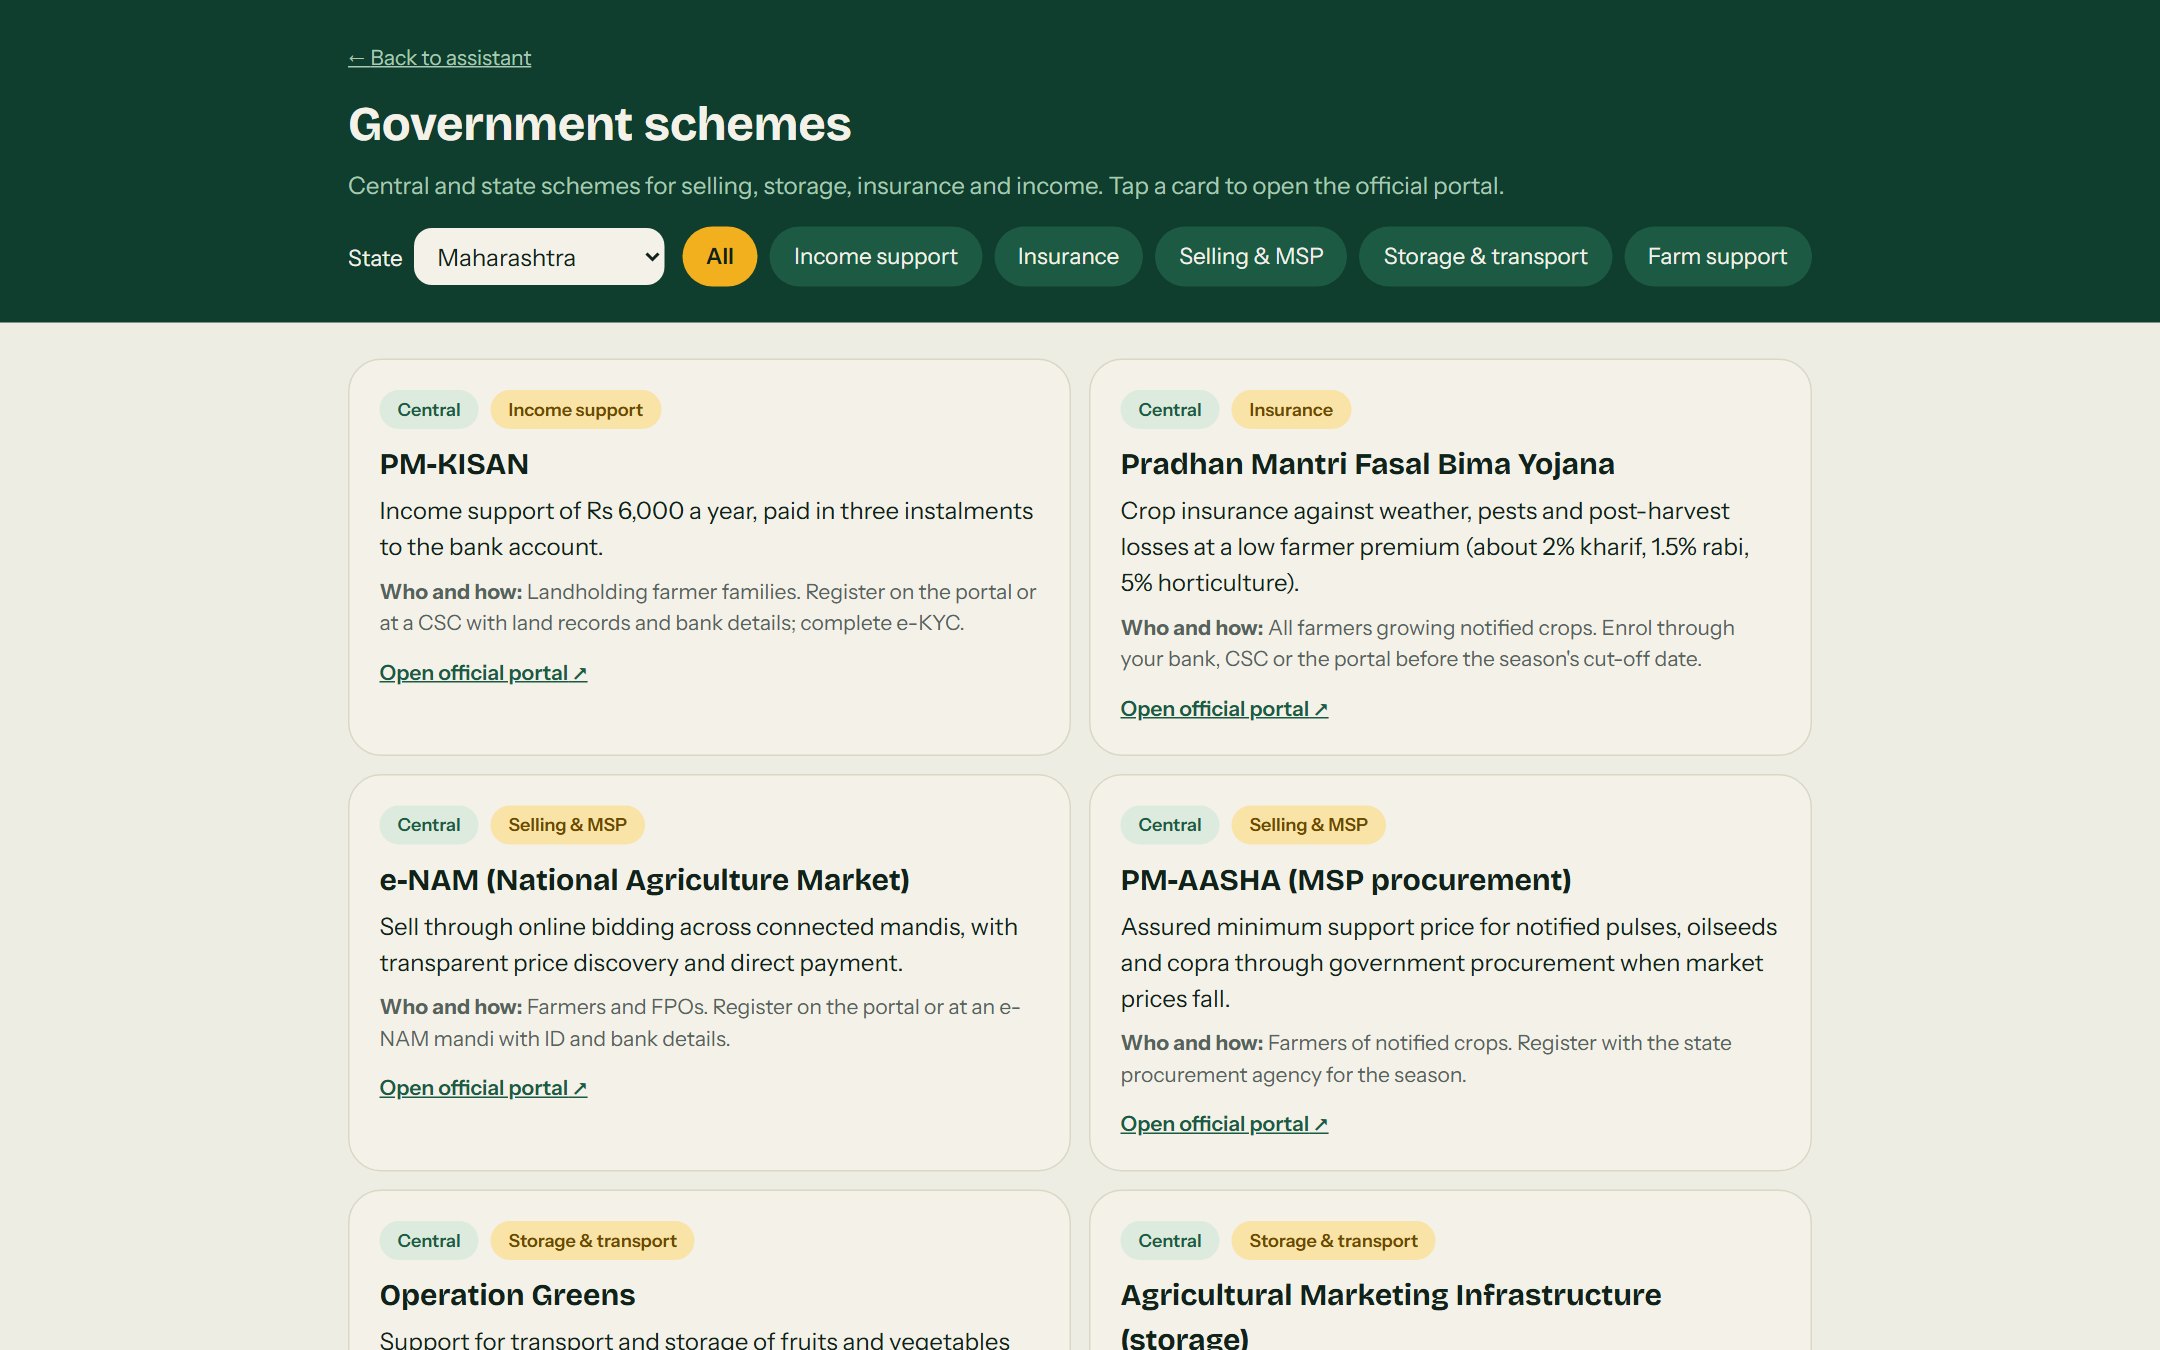 ← Back to assistant
Government schemes
Central and state schemes for selling, storage, insurance and income. Tap a card to open the official portal.
State Maharashtra All Income support Insurance Selling & MSP Storage & transport Farm support
Central Income support
PM-KISAN
Income support of Rs 6,000 a year, paid in three instalments
to the bank account.
Who and how: Landholding farmer families. Register on the portal or
at a CSC with land records and bank details; complete e-KYC.
Open official portal ↗
Central Insurance
Pradhan Mantri Fasal Bima Yojana
Crop insurance against weather, pests and post-harvest
losses at a low farmer premium (about 2% kharif, 1.5% rabi,
5% horticulture).
Who and how: All farmers growing notified crops. Enrol through
your bank, CSC or the portal before the season's cut-off date.
Open official portal ↗
Central Selling & MSP
e-NAM (National Agriculture Market)
Sell through online bidding across connected mandis, with
transparent price discovery and direct payment.
Who and how: Farmers and FPOs. Register on the portal or at an e-
NAM mandi with ID and bank details.
Open official portal ↗
Central Selling & MSP
PM-AASHA (MSP procurement)
Assured minimum support price for notified pulses, oilseeds
and copra through government procurement when market
prices fall.
Who and how: Farmers of notified crops. Register with the state
procurement agency for the season.
Open official portal ↗
Central Storage & transport
Operation Greens
Support for transport and storage of fruits and vegetables
Central Storage & transport
Agricultural Marketing Infrastructure
(storage)